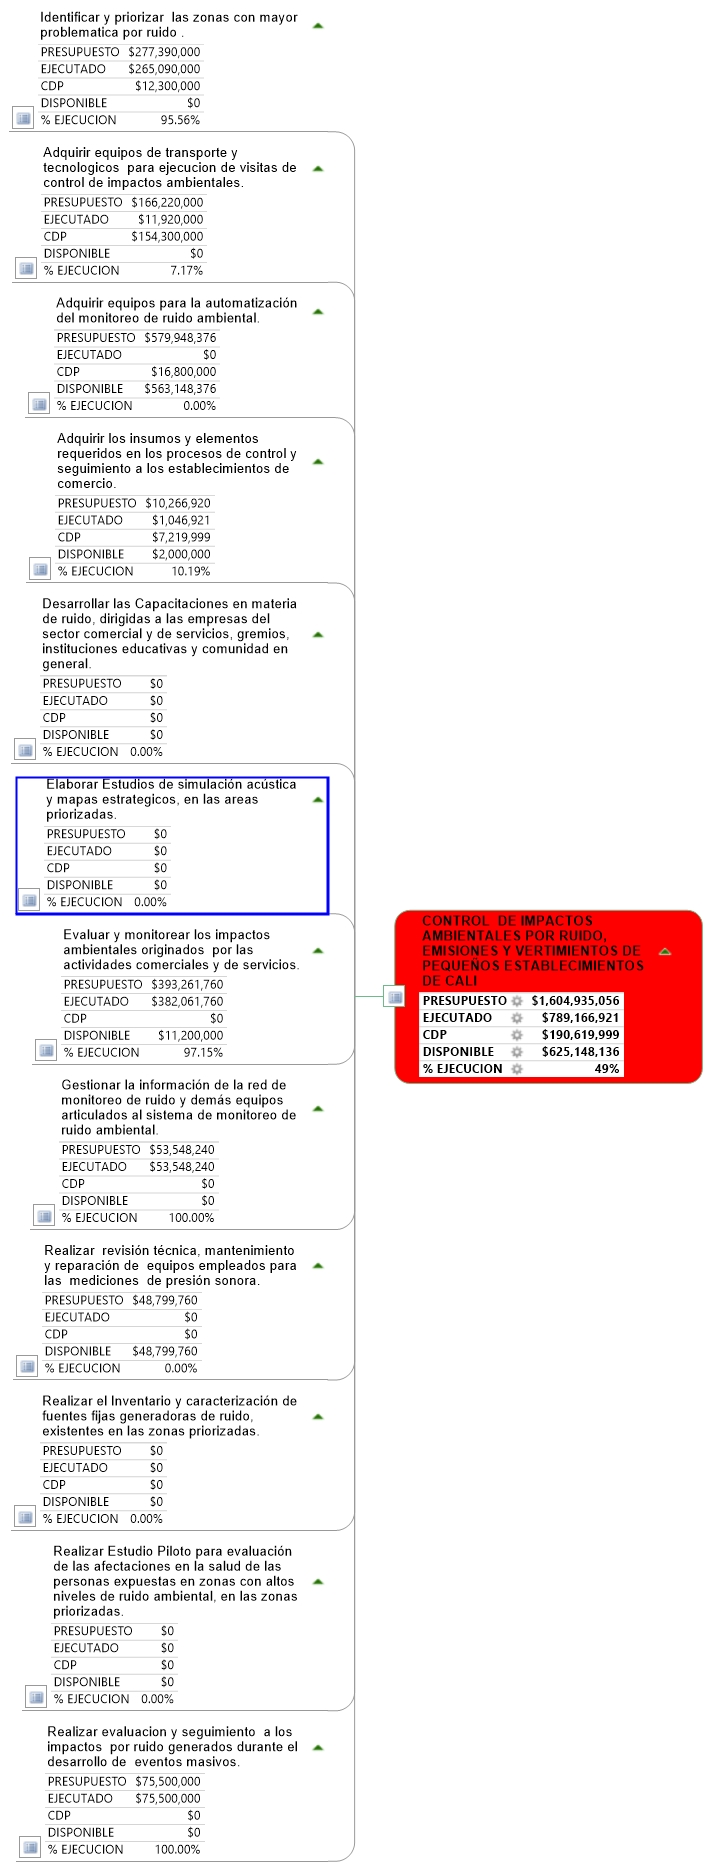 Identificar y priorizar las zonas con mayor
problematica por ruido .
PRESUPUESTO $277,390,000
EJECUTADO $265,090,000
CDP $12,300,000
DISPONIBLE $0
% EJECUCION 95.56%
Adquirir equipos de transporte y
tecnologicos para ejecucion de visitas de
control de impactos ambientales.
PRESUPUESTO $166,220,000
EJECUTADO $11,920,000
CDP $154,300,000
DISPONIBLE $0
% EJECUCION 7.17%
Adquirir equipos para la automatización
del monitoreo de ruido ambiental.
PRESUPUESTO $579,948,376
EJECUTADO $0
CDP $16,800,000
DISPONIBLE $563,148,376
% EJECUCION 0.00%
Adquirir los insumos y elementos
requeridos en los procesos de control y
seguimiento a los establecimientos de
comercio.
PRESUPUESTO $10,266,920
EJECUTADO $1,046,921
CDP $7,219,999
DISPONIBLE $2,000,000
% EJECUCION 10.19%
Desarrollar las Capacitaciones en materia
de ruido, dirigidas a las empresas del
sector comercial y de servicios, gremios,
instituciones educativas y comunidad en
general.
PRESUPUESTO $0
EJECUTADO $0
CDP $0
DISPONIBLE $0
% EJECUCION 0.00%
Elaborar Estudios de simulación acústica
y mapas estrategicos, en las areas
priorizadas.
PRESUPUESTO $0
EJECUTADO $0
CDP $0
DISPONIBLE $0
% EJECUCION 0.00%
Evaluar y monitorear los impactos
ambientales originados por las
actividades comerciales y de servicios.
PRESUPUESTO $393,261,760
EJECUTADO $382,061,760
CDP $0
DISPONIBLE $11,200,000
% EJECUCION 97.15%
Gestionar la información de la red de
monitoreo de ruido y demás equipos
articulados al sistema de monitoreo de
ruido ambiental.
PRESUPUESTO $53,548,240
EJECUTADO $53,548,240
CDP $0
DISPONIBLE $0
% EJECUCION 100.00%
Realizar revisión técnica, mantenimiento
y reparación de equipos empleados para
las mediciones de presión sonora.
PRESUPUESTO $48,799,760
EJECUTADO $0
CDP $0
DISPONIBLE $48,799,760
% EJECUCION 0.00%
Realizar el Inventario y caracterización de
fuentes fijas generadoras de ruido,
existentes en las zonas priorizadas.
PRESUPUESTO $0
EJECUTADO $0
CDP $0
DISPONIBLE $0
% EJECUCION 0.00%
Realizar Estudio Piloto para evaluación
de las afectaciones en la salud de las
personas expuestas en zonas con altos
niveles de ruido ambiental, en las zonas
priorizadas.
PRESUPUESTO $0
EJECUTADO $0
CDP $0
DISPONIBLE $0
% EJECUCION 0.00%
Realizar evaluacion y seguimiento a los
impactos por ruido generados durante el
desarrollo de eventos masivos.
PRESUPUESTO $75,500,000
EJECUTADO $75,500,000
CDP $0
DISPONIBLE $0
% EJECUCION 100.00%
CONTROL DE IMPACTOS
AMBIENTALES POR RUIDO,
EMISIONES Y VERTIMIENTOS DE
PEQUEÑOS ESTABLECIMIENTOS
DE CALI
PRESUPUESTO $1,604,935,056
EJECUTADO $789,166,921
CDP $190,619,999
DISPONIBLE $625,148,136
% EJECUCION 49%